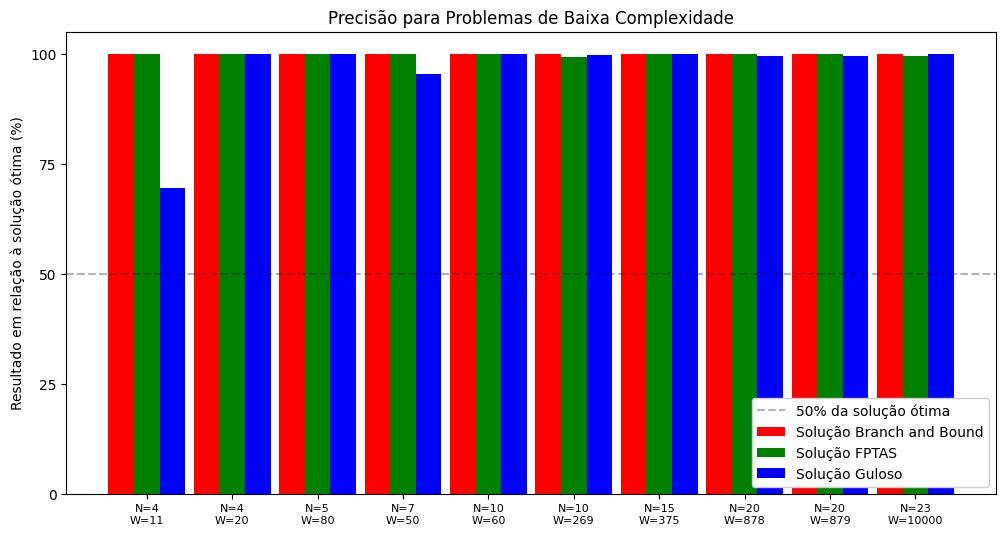 Precisão para Problemas de Baixa Complexidade
Resultado em relação à solução ótima (%)
100
75
50
25
0
50% da solução ótima
Solução Branch and Bound
Solução FPTAS
Solução Guloso
N=4
W=11
N=4
W=20
N=5
W=80
N=7
W=50
N=10
W=60
N=10
W=269
N=15
W=375
N=20
W=878
N=20
W=879
N=23
W=10000